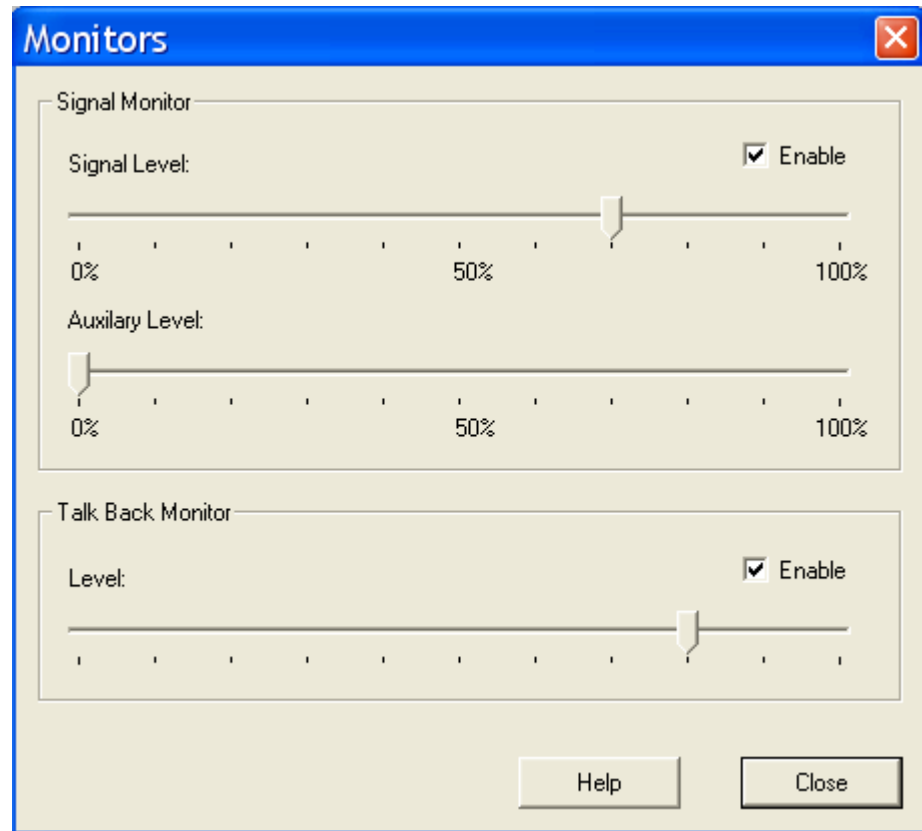 Monitors
Signal Monitor
Signal Level:
Enable
0% 50% 100%
Auxilary Level:
0% 50% 100%
Talk Back Monitor
Level:
Enable
Help Close